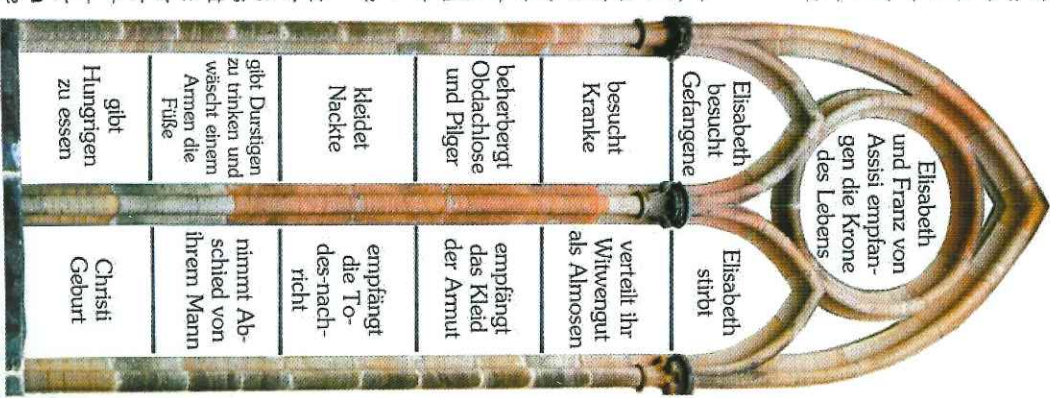 Elisabeth
und Franz von
Assisi empfan-
gen die Krone
des Lebens
Elisabeth
besucht
Gefangene
Elisabeth
stirbt
besucht
Kranke
verteilt ihr
Witwengut
als Almosen
beherbergt
Obdachlose
und Pilger
empfängt
das Kleid
der Armut
kleidet
Nackte
empfängt
die To-
des-nach-
richt
gibt Durstigen
zu trinken und
wäscht einem
Armen die
Füße
nimmt Ab-
schied von
ihrem Mann
gibt
Hungrigen
zu essen
Christi
Geburt